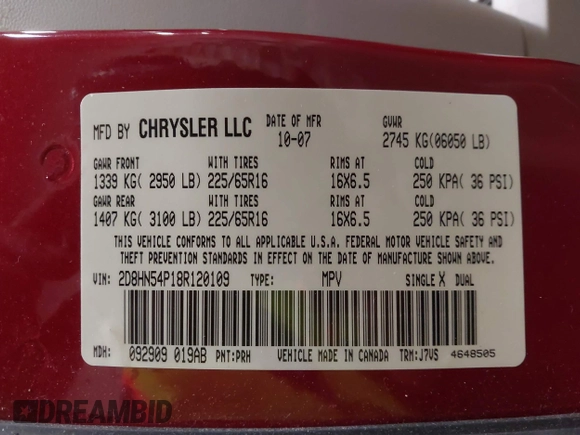 MFD BY CHRYSLER LLC DATE OF MFR GVWR
10-07 2745 KG(06050 LB)
GAWR FRONT WITH TIRES RIMS AT COLD
1339 KG( 2950 LB) 225/65R16 16X6.5 250 KPA( 36 PSI)
GAWR REAR WITH TIRES RIMS AT COLD
1407 KG( 3100 LB) 225/65R16 16X6.5 250 KPA( 36 PSI)
THIS VEHICLE CONFORMS TO ALL APPLICABLE U.S.A. FEDERAL MOTOR VEHICLE SAFETY AND
THEFT PREVENTION STANDARDS IN EFFECT ON THE DATE OF MANUFACTURE SHOWN ABOVE.
VIN: 2D8HN54P18R120109 TYPE: MPV SINGLE X DUAL
MDH: 092909 019AB PNT:PRH VEHICLE MADE IN CANADA TRM:J7VS 4648505
DREAMBID